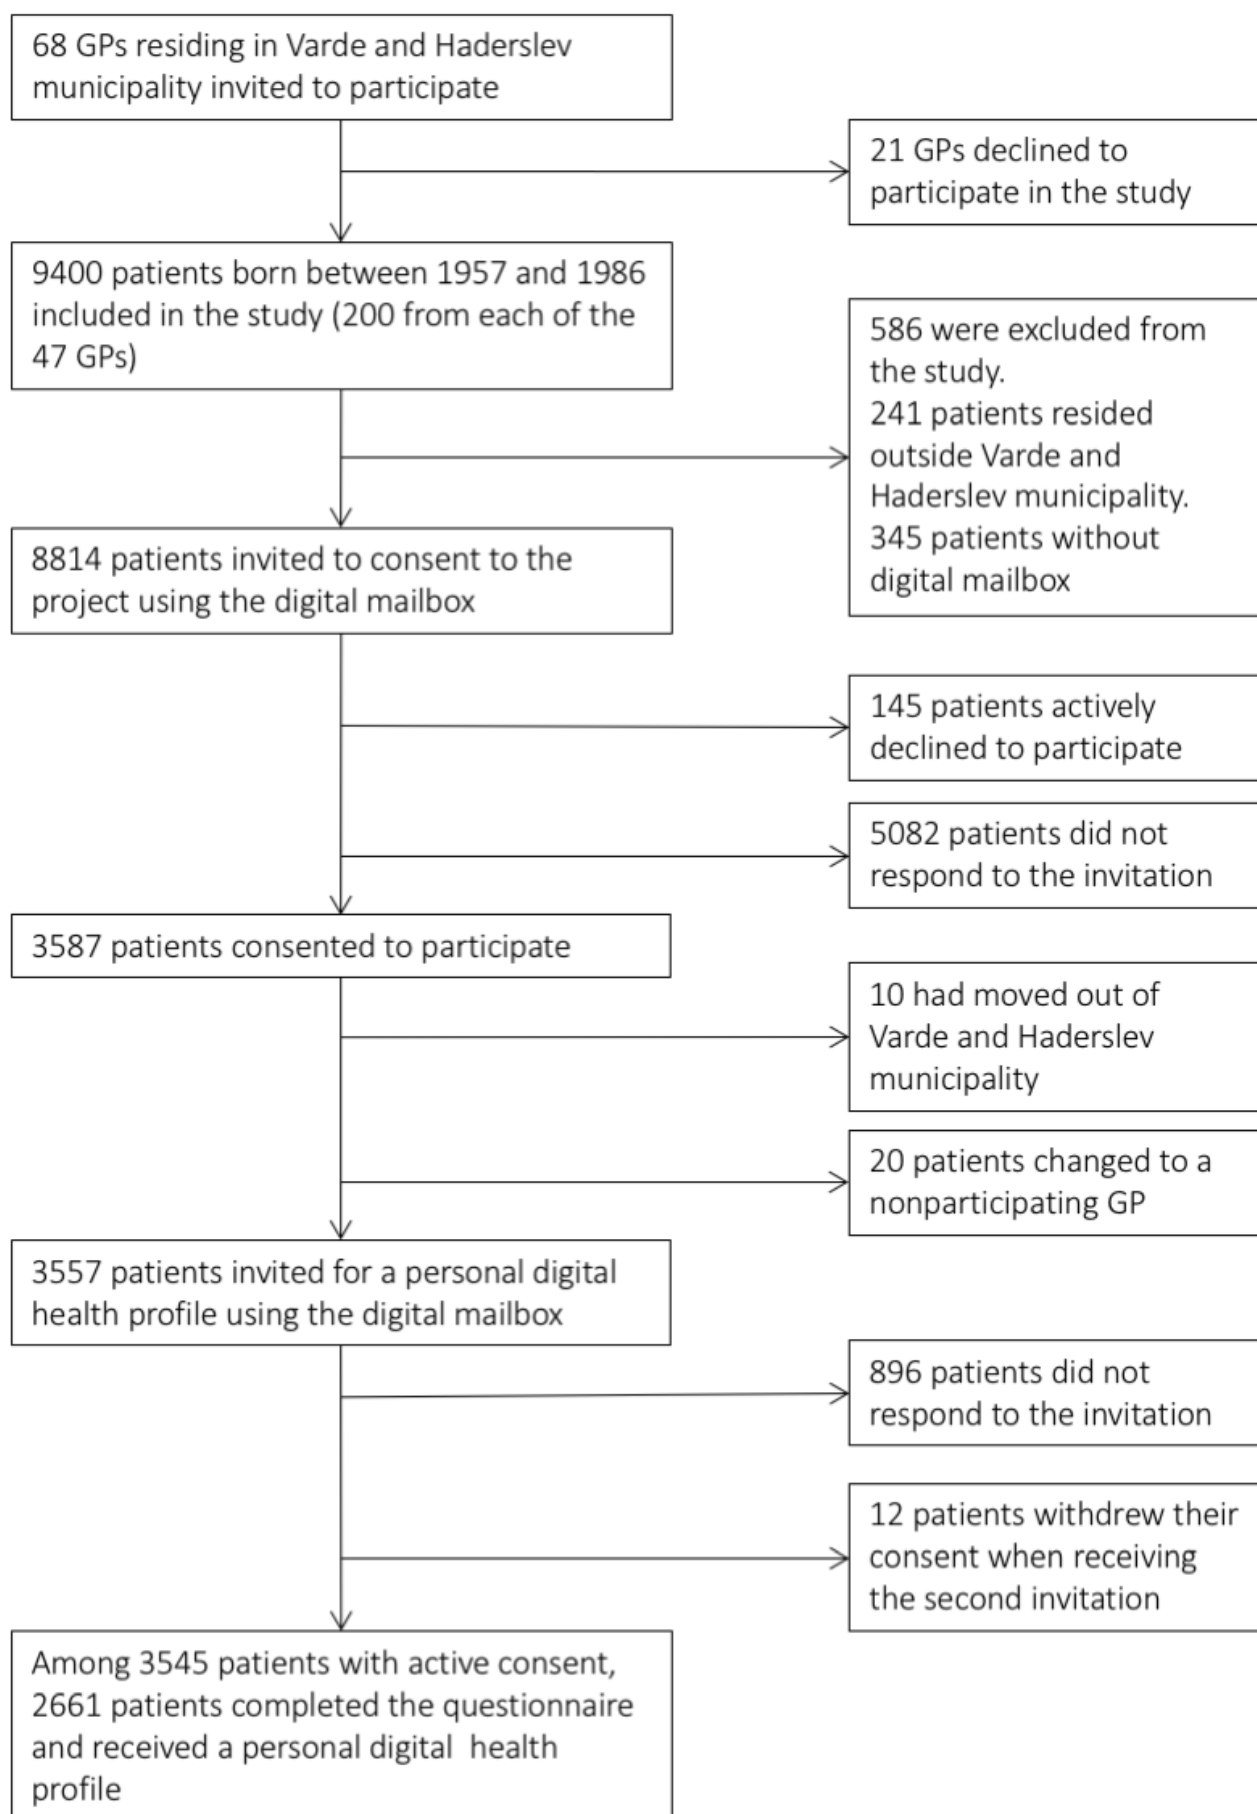 68 GPs residing in Varde and Haderslev
municipality invited to participate
21 GPs declined to
participate in the study
9400 patients born between 1957 and 1986
included in the study (200 from each of the
47 GPs)
586 were excluded from
the study.
241 patients resided
outside Varde and
Haderslev municipality.
345 patients without
digital mailbox
8814 patients invited to consent to the
project using the digital mailbox
145 patients actively
declined to participate
5082 patients did not
respond to the invitation
3587 patients consented to participate
10 had moved out of
Varde and Haderslev
municipality
20 patients changed to a
nonparticipating GP
3557 patients invited for a personal digital
health profile using the digital mailbox
896 patients did not
respond to the invitation
12 patients withdrew their
consent when receiving
the second invitation
Among 3545 patients with active consent,
2661 patients completed the questionnaire
and received a personal digital health
profile